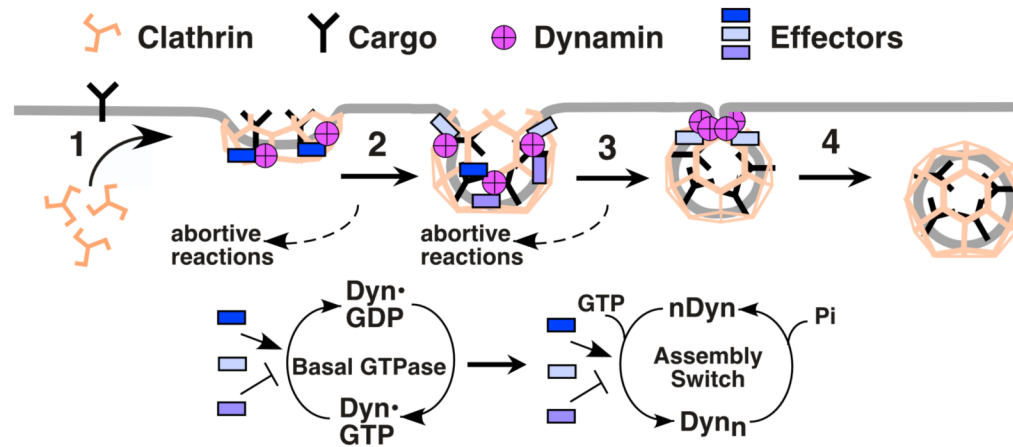 Clathrin
Cargo
Dynamin
Effectors
1
2
3
4
abortive
reactions
abortive
reactions
Dyn•
GDP
Basal GTPase
Dyn•
GTP
GTP
nDyn
Pi
Assembly
Switch
Dynn